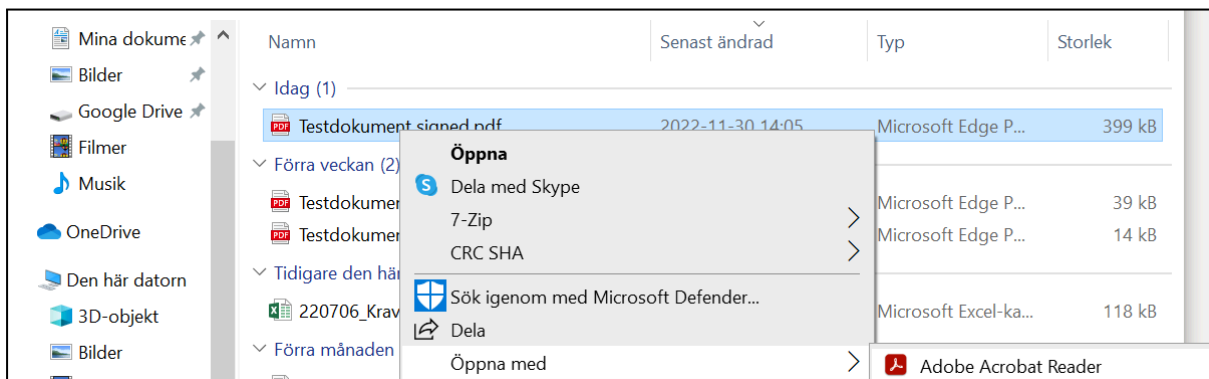 Mina dokume
Bilder
Google Drive
Filmer
Musik
OneDrive
Den här datorn
3D-objekt
Bilder
Namn Senast ändrad Typ Storlek
Idag (1)
Testdokument signed.pdf 2022-11-30 14:05 Microsoft Edge P... 399 kB
Förra veckan (2)
Testdokumer Microsoft Edge P... 39 kB
Testdokumer Microsoft Edge P... 14 kB
Tidigare den här
220706_Krav Microsoft Excel-ka... 118 kB
Förra månaden
Öppna
Dela med Skype
7-Zip
CRC SHA
Sök igenom med Microsoft Defender...
Dela
Öppna med
Adobe Acrobat Reader